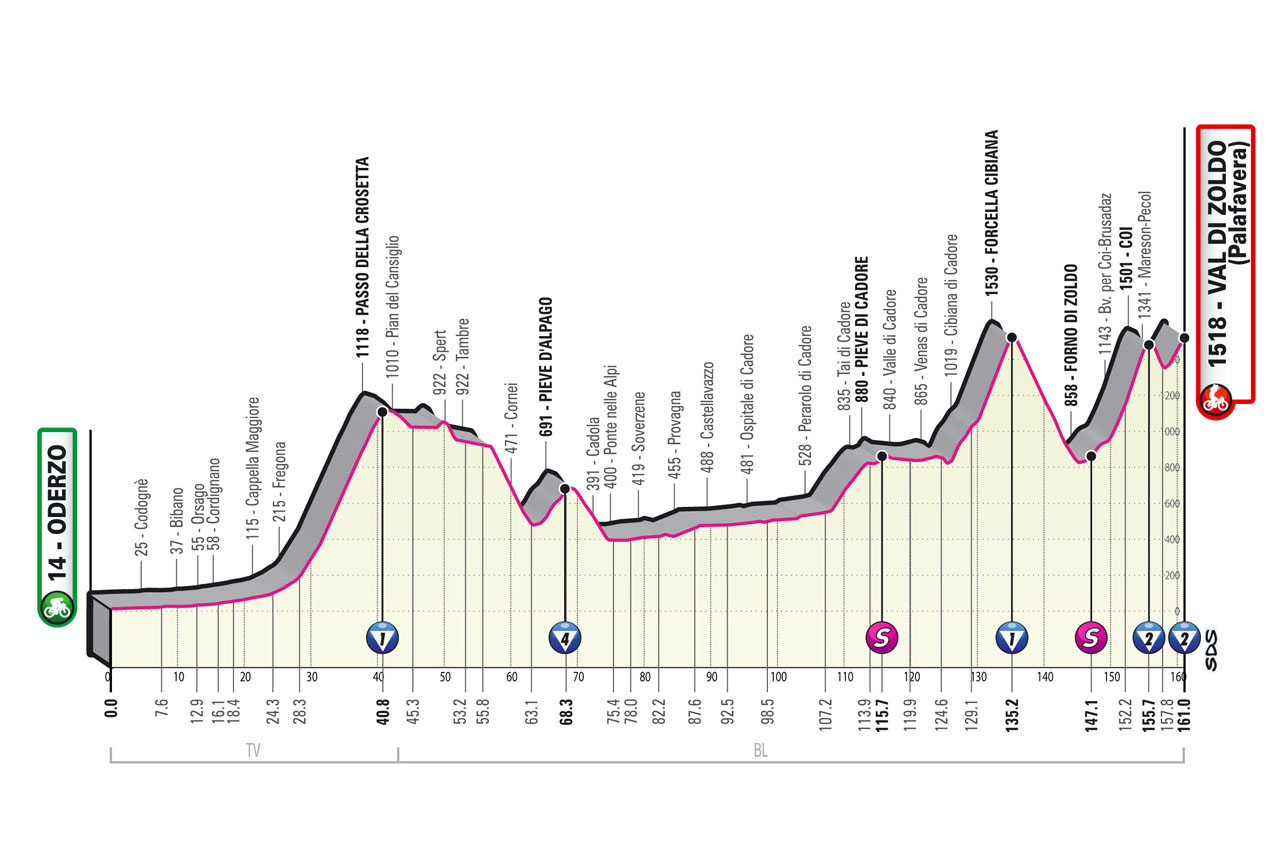 14 - ODERZO
25 - Codognè
37 - Bibano
55 - Orsago
58 - Cordignano
115 - Cappella Maggiore
215 - Fregona
1118 - PASSO DELLA CROSETTA
1010 - Pian del Cansiglio
922 - Spert
922 - Tambre
471 - Cornei
691 - PIEVE D'ALPAGO
391 - Cadola
400 - Ponte nelle Alpi
419 - Soverzene
455 - Provagna
488 - Castellavazzo
481 - Ospitale di Cadore
528 - Perarolo di Cadore
835 - Tai di Cadore
880 - PIEVE DI CADORE
840 - Valle di Cadore
865 - Venas di Cadore
1019 - Cibiana di Cadore
1530 - FORCELLA CIBIANA
858 - FORNO DI ZOLDO
1143 - Bv. per Coi-Brusadaz
1501 - COI
1341 - Mareson-Pecol
1518 - VAL DI ZOLDO
(Palafavera)
1400
1200
1000
800
600
400
200
0
1 4 S 1 S 2 2
SDS
0 10 20 30 40 50 60 70 80 90 100 110 120 130 140 150 160
0.0 7.6 12.9 16.1 18.4 24.3 28.3 40.8 45.3 53.2 55.8 63.1 68.3 75.4 78.0 82.2 87.6 92.5 98.5 107.2 113.9 115.7 119.9 124.6 129.1 135.2 147.1 152.2 155.7 157.8 161.0
TV BL